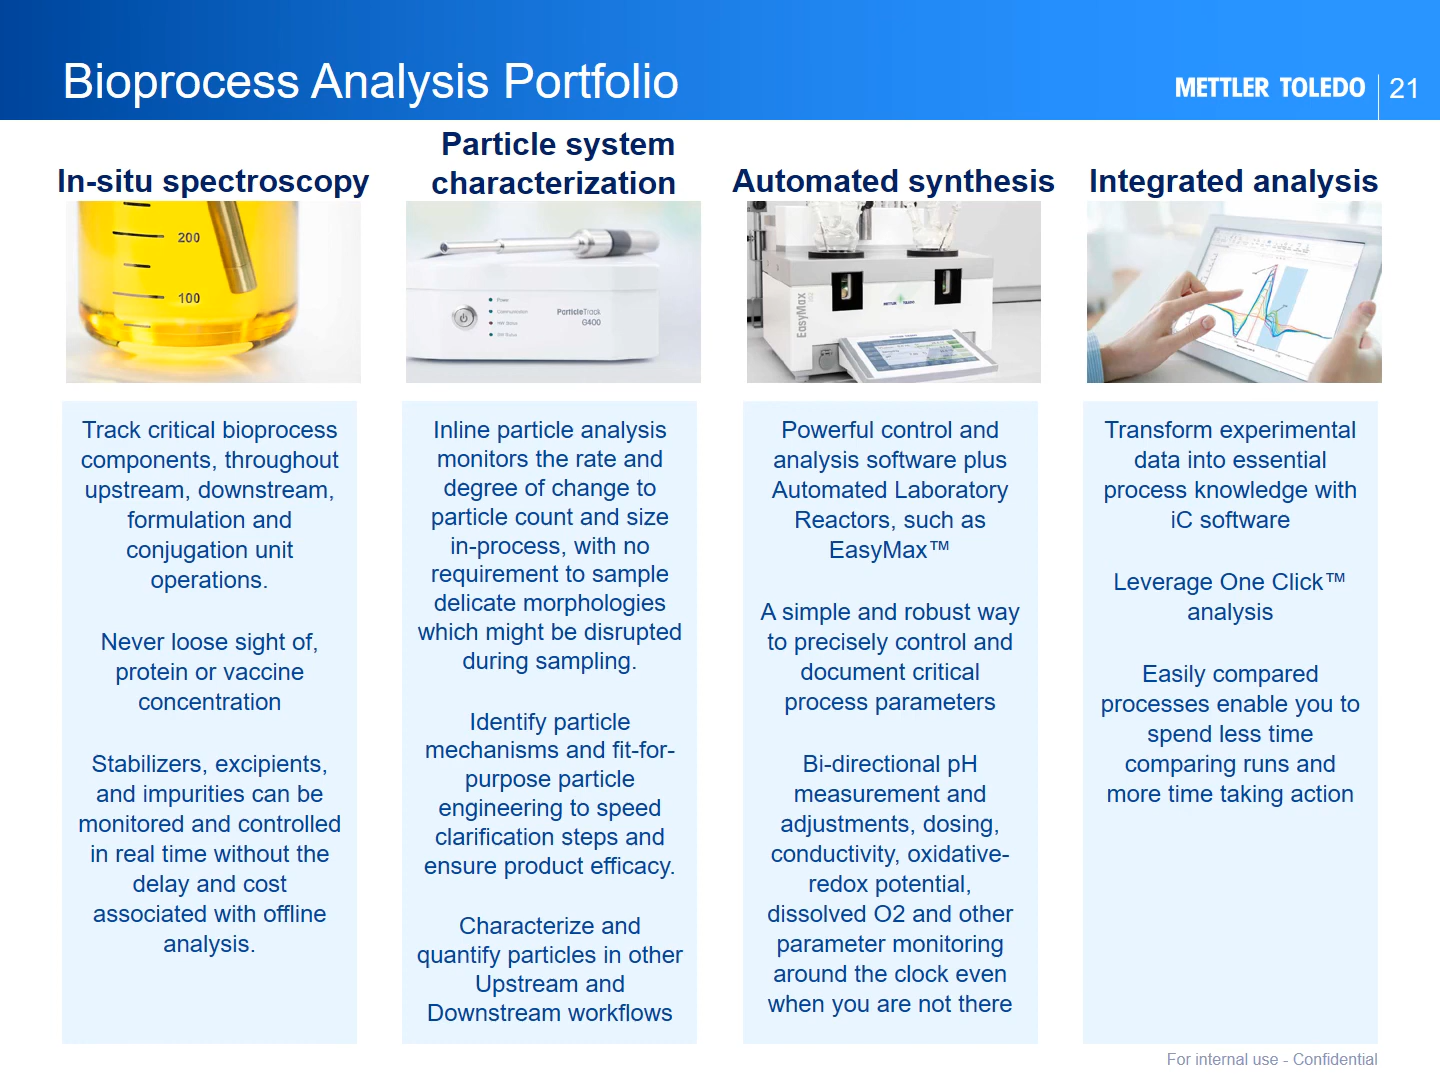 Bioprocess Analysis Portfolio
METTLER TOLEDO
21
In-situ spectroscopy
200
100
Track critical bioprocess
components, throughout
upstream, downstream,
formulation and
conjugation unit
operations.
Never loose sight of,
protein or vaccine
concentration
Stabilizers, excipients,
and impurities can be
monitored and controlled
in real time without the
delay and cost
associated with offline
analysis.
Particle system
characterization
Power
Communication
ParticleTrack
G400
Inline particle analysis
monitors the rate and
degree of change to
particle count and size
in-process, with no
requirement to sample
delicate morphologies
which might be disrupted
during sampling.
Identify particle
mechanisms and fit-for-
purpose particle
engineering to speed
clarification steps and
ensure product efficacy.
Characterize and
quantify particles in other
Upstream and
Downstream workflows
Automated synthesis
EasyMax
METTLER TOLEDO
Powerful control and
analysis software plus
Automated Laboratory
Reactors, such as
EasyMax™
A simple and robust way
to precisely control and
document critical
process parameters
Bi-directional pH
measurement and
adjustments, dosing,
conductivity, oxidative-
redox potential,
dissolved O2 and other
parameter monitoring
around the clock even
when you are not there
Integrated analysis
Transform experimental
data into essential
process knowledge with
iC software
Leverage One Click™
analysis
Easily compared
processes enable you to
spend less time
comparing runs and
more time taking action
For internal use - Confidential